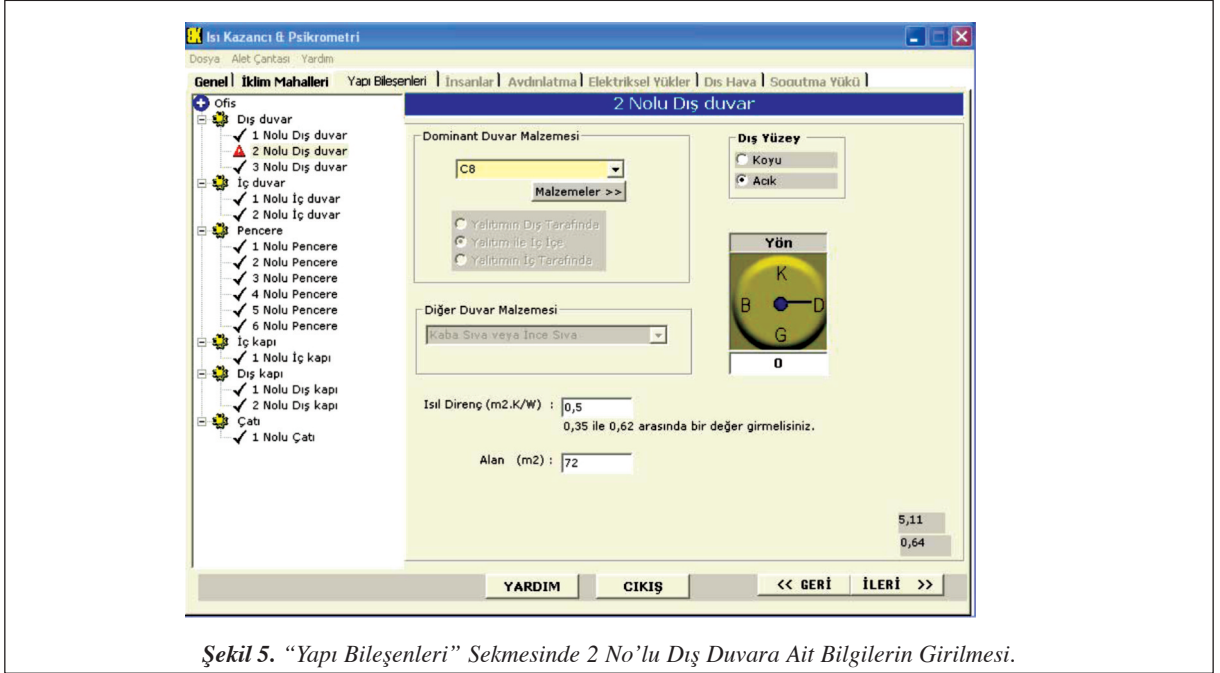 Isı Kazancı & Psikrometri
Dosya Alet Çantası Yardım
Genel İklim Mahalleri Yapı Bileşenleri İnsanlar Aydınlatma Elektriksel Yükler Dış Hava Soğutma Yükü
Ofis
Dış duvar
1 Nolu Dış duvar
2 Nolu Dış duvar
3 Nolu Dış duvar
İç duvar
1 Nolu İç duvar
2 Nolu İç duvar
Pencere
1 Nolu Pencere
2 Nolu Pencere
3 Nolu Pencere
4 Nolu Pencere
5 Nolu Pencere
6 Nolu Pencere
İç kapı
1 Nolu İç kapı
Dış kapı
1 Nolu Dış kapı
2 Nolu Dış kapı
Çatı
1 Nolu Çatı
2 Nolu Dış duvar
Dominant Duvar Malzemesi
C8
Malzemeler >>
Yalıtımın Dış Tarafında
Yalıtım ile İç İçe
Yalıtımın İç Tarafında
Diğer Duvar Malzemesi
Kaba Sıva veya İnce Sıva
Dış Yüzey
Koyu
Acık
Yön
K
B D
G
0
Isıl Direnç (m2.K/W) : 0,5
0,35 ile 0,62 arasında bir değer girmelisiniz.
Alan (m2) : 72
5,11
0,64
YARDIM CIKIŞ << GERİ İLERİ >>
Şekil 5. “Yapı Bileşenleri” Sekmesinde 2 No’lu Dış Duvara Ait Bilgilerin Girilmesi.